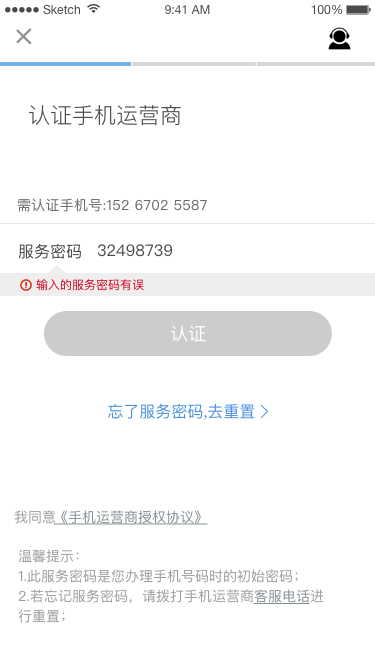 Sketch 9:41 AM 100%
认证手机运营商
需认证手机号:152 6702 5587
服务密码 32498739
输入的服务密码有误
认证
忘了服务密码,去重置
我同意《手机运营商授权协议》
温馨提示:
1.此服务密码是您办理手机号码时的初始密码;
2.若忘记服务密码，请拨打手机运营商客服电话进
行重置;